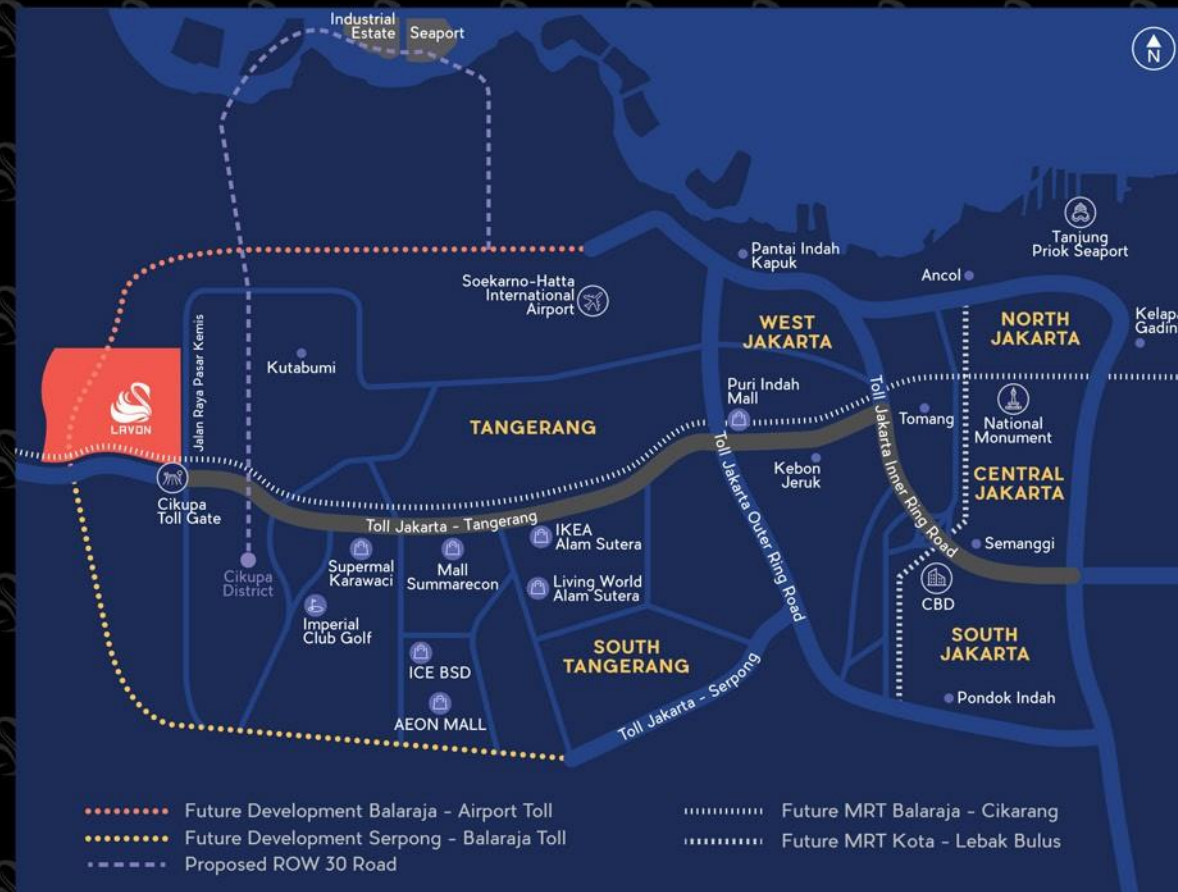 Industrial
Estate
Seaport
N
Tanjung
Priok Seaport
Pantai Indah
Kapuk
Ancol
Soekarno-Hatta
International
Airport
WEST
JAKARTA
NORTH
JAKARTA
Kelapa
Gadin
Jalan Raya Pasar Kemis
Kutabumi
LAVON
Puri Indah
Mall
Toll Jakarta Inner Ring Road
Tomang
National
Monument
TANGERANG
Kebon
Jeruk
CENTRAL
JAKARTA
Cikupa
Toll Gate
Toll Jakarta - Tangerang
Toll Jakarta Outer Ring Road
IKEA
Alam Sutera
Semanggi
Supermal
Karawaci
Mall
Summarecon
Cikupa
District
Living World
Alam Sutera
CBD
Imperial
Club Golf
SOUTH
TANGERANG
SOUTH
JAKARTA
ICE BSD
Toll Jakarta - Serpong
Pondok Indah
AEON MALL
Future Development Balaraja - Airport Toll
Future Development Serpong - Balaraja Toll
Proposed ROW 30 Road
Future MRT Balaraja - Cikarang
Future MRT Kota - Lebak Bulus